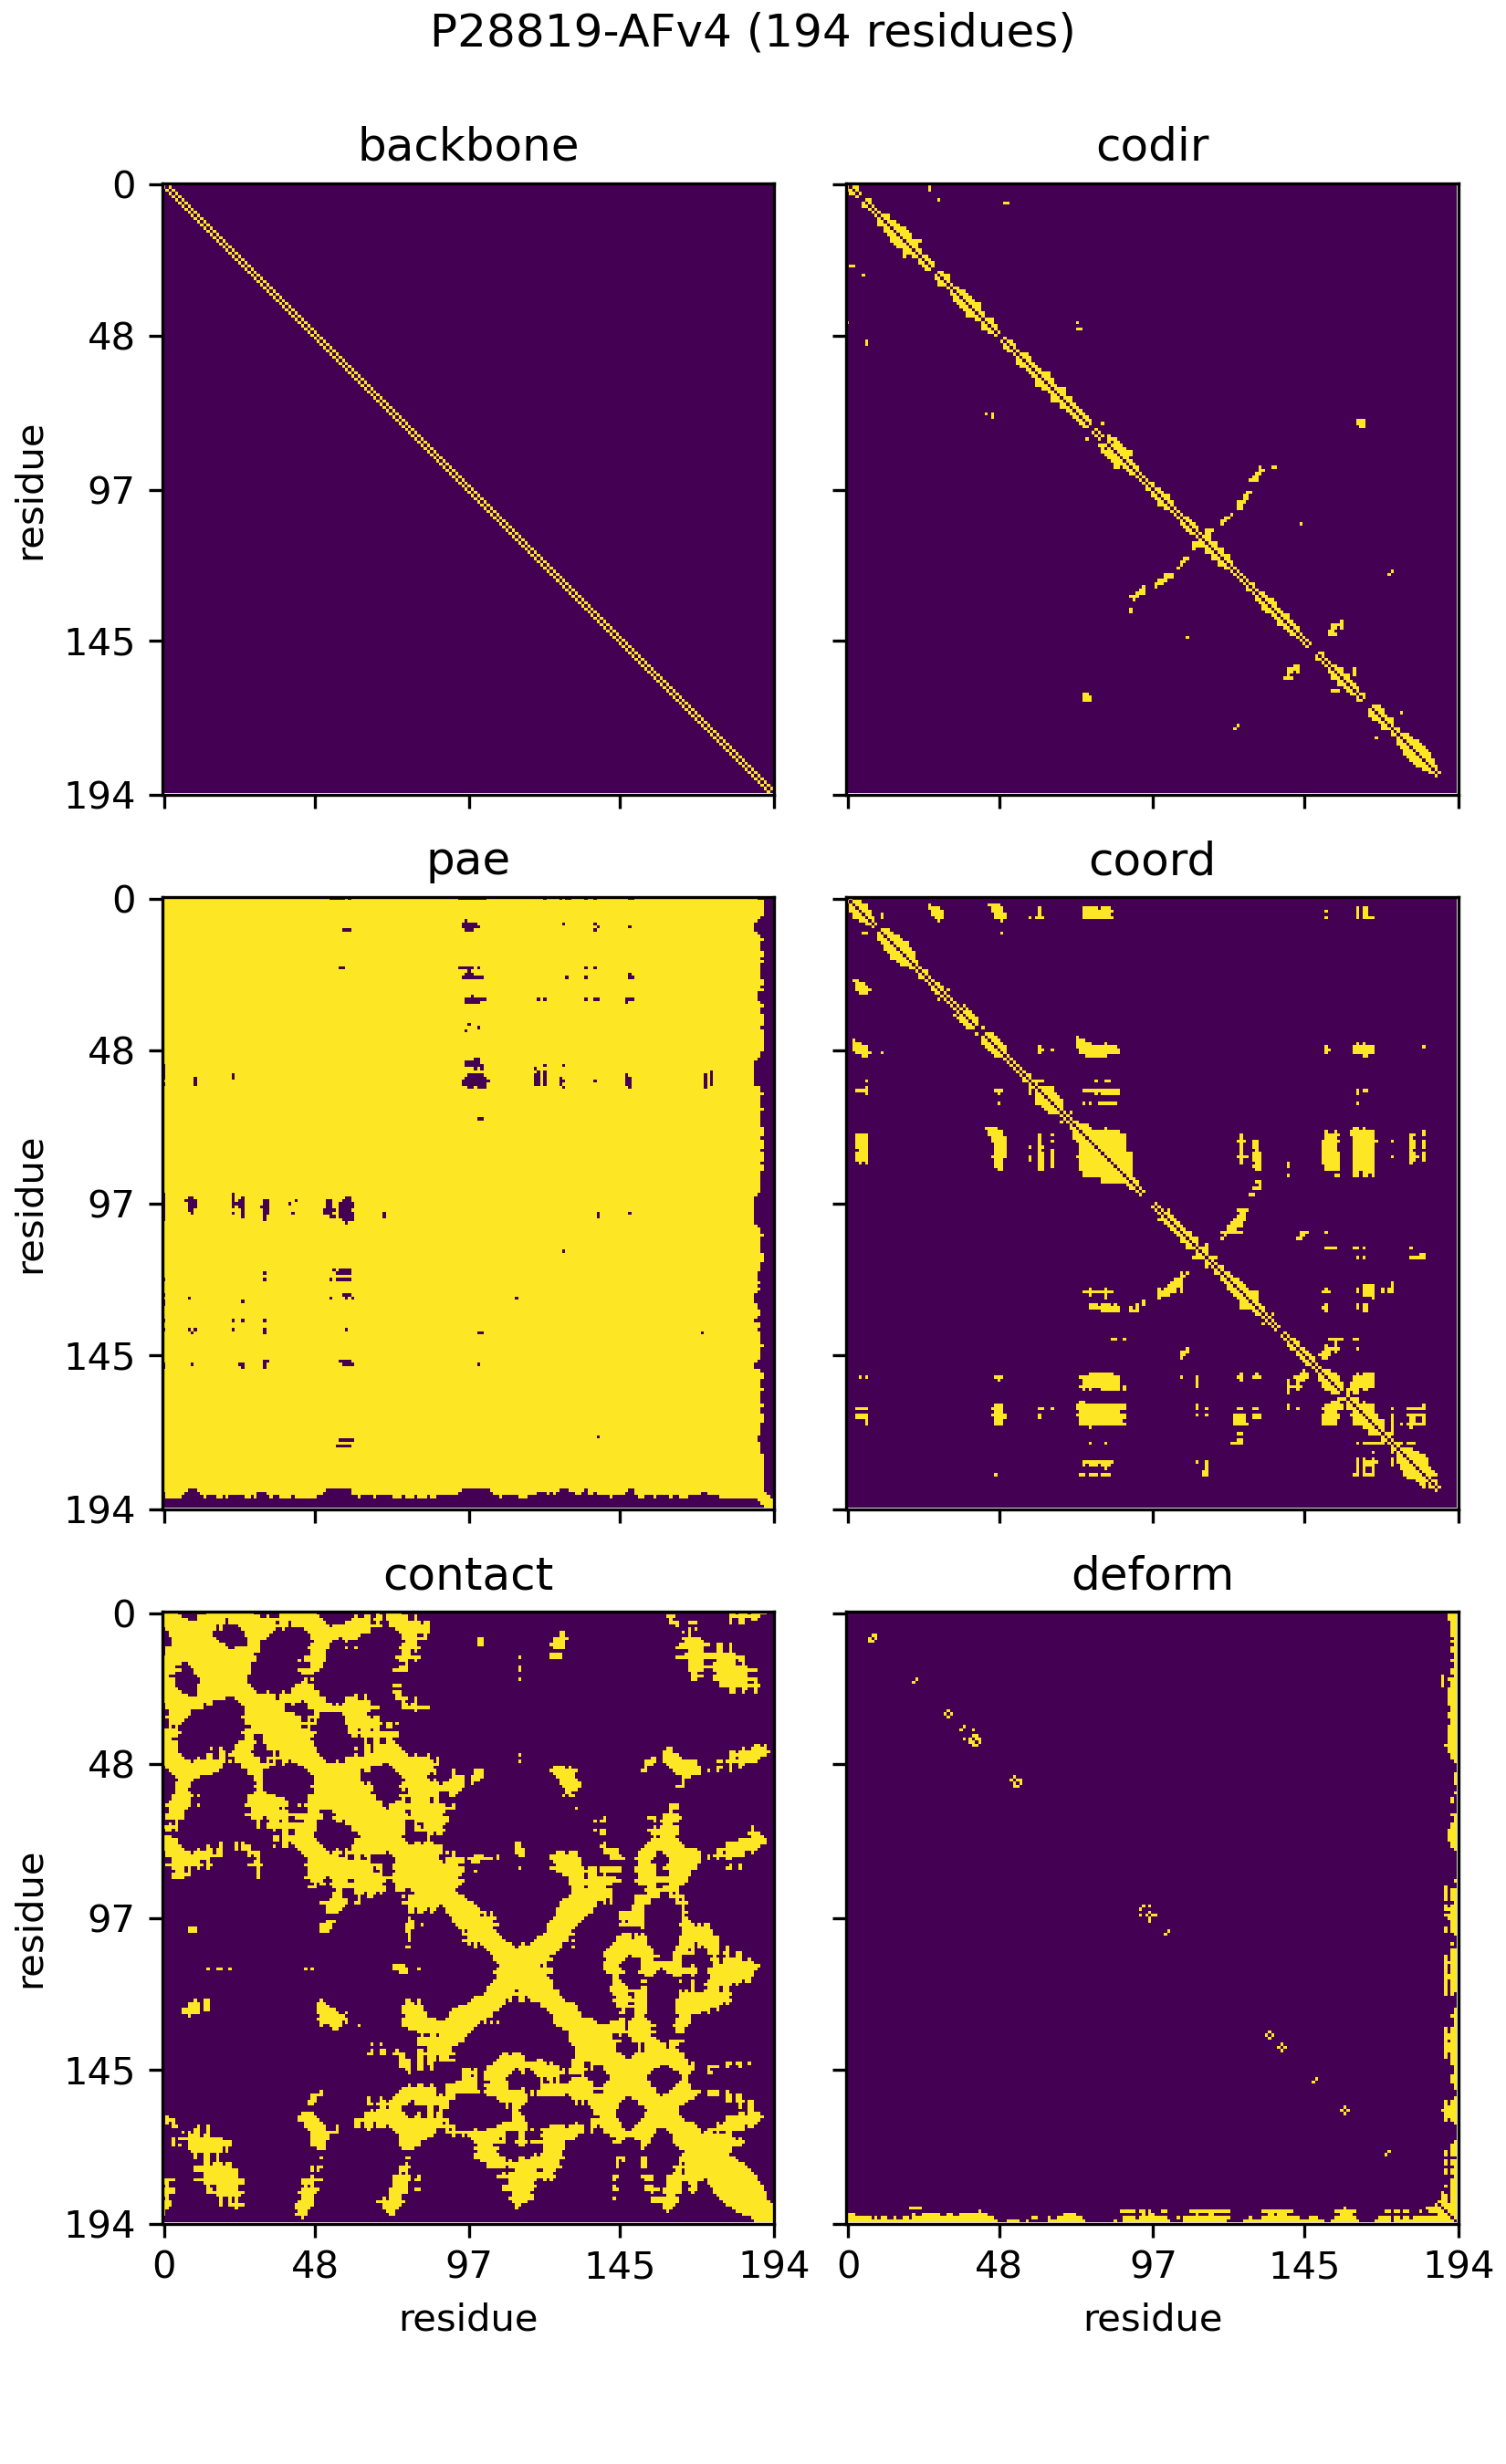 P28819-AFv4 (194 residues)
backbone
codir
0
48
97
145
194
residue
pae
coord
0
48
97
145
194
residue
contact
deform
0
48
97
145
194
residue
0 48 97 145 194
0 48 97 145 194
residue
residue